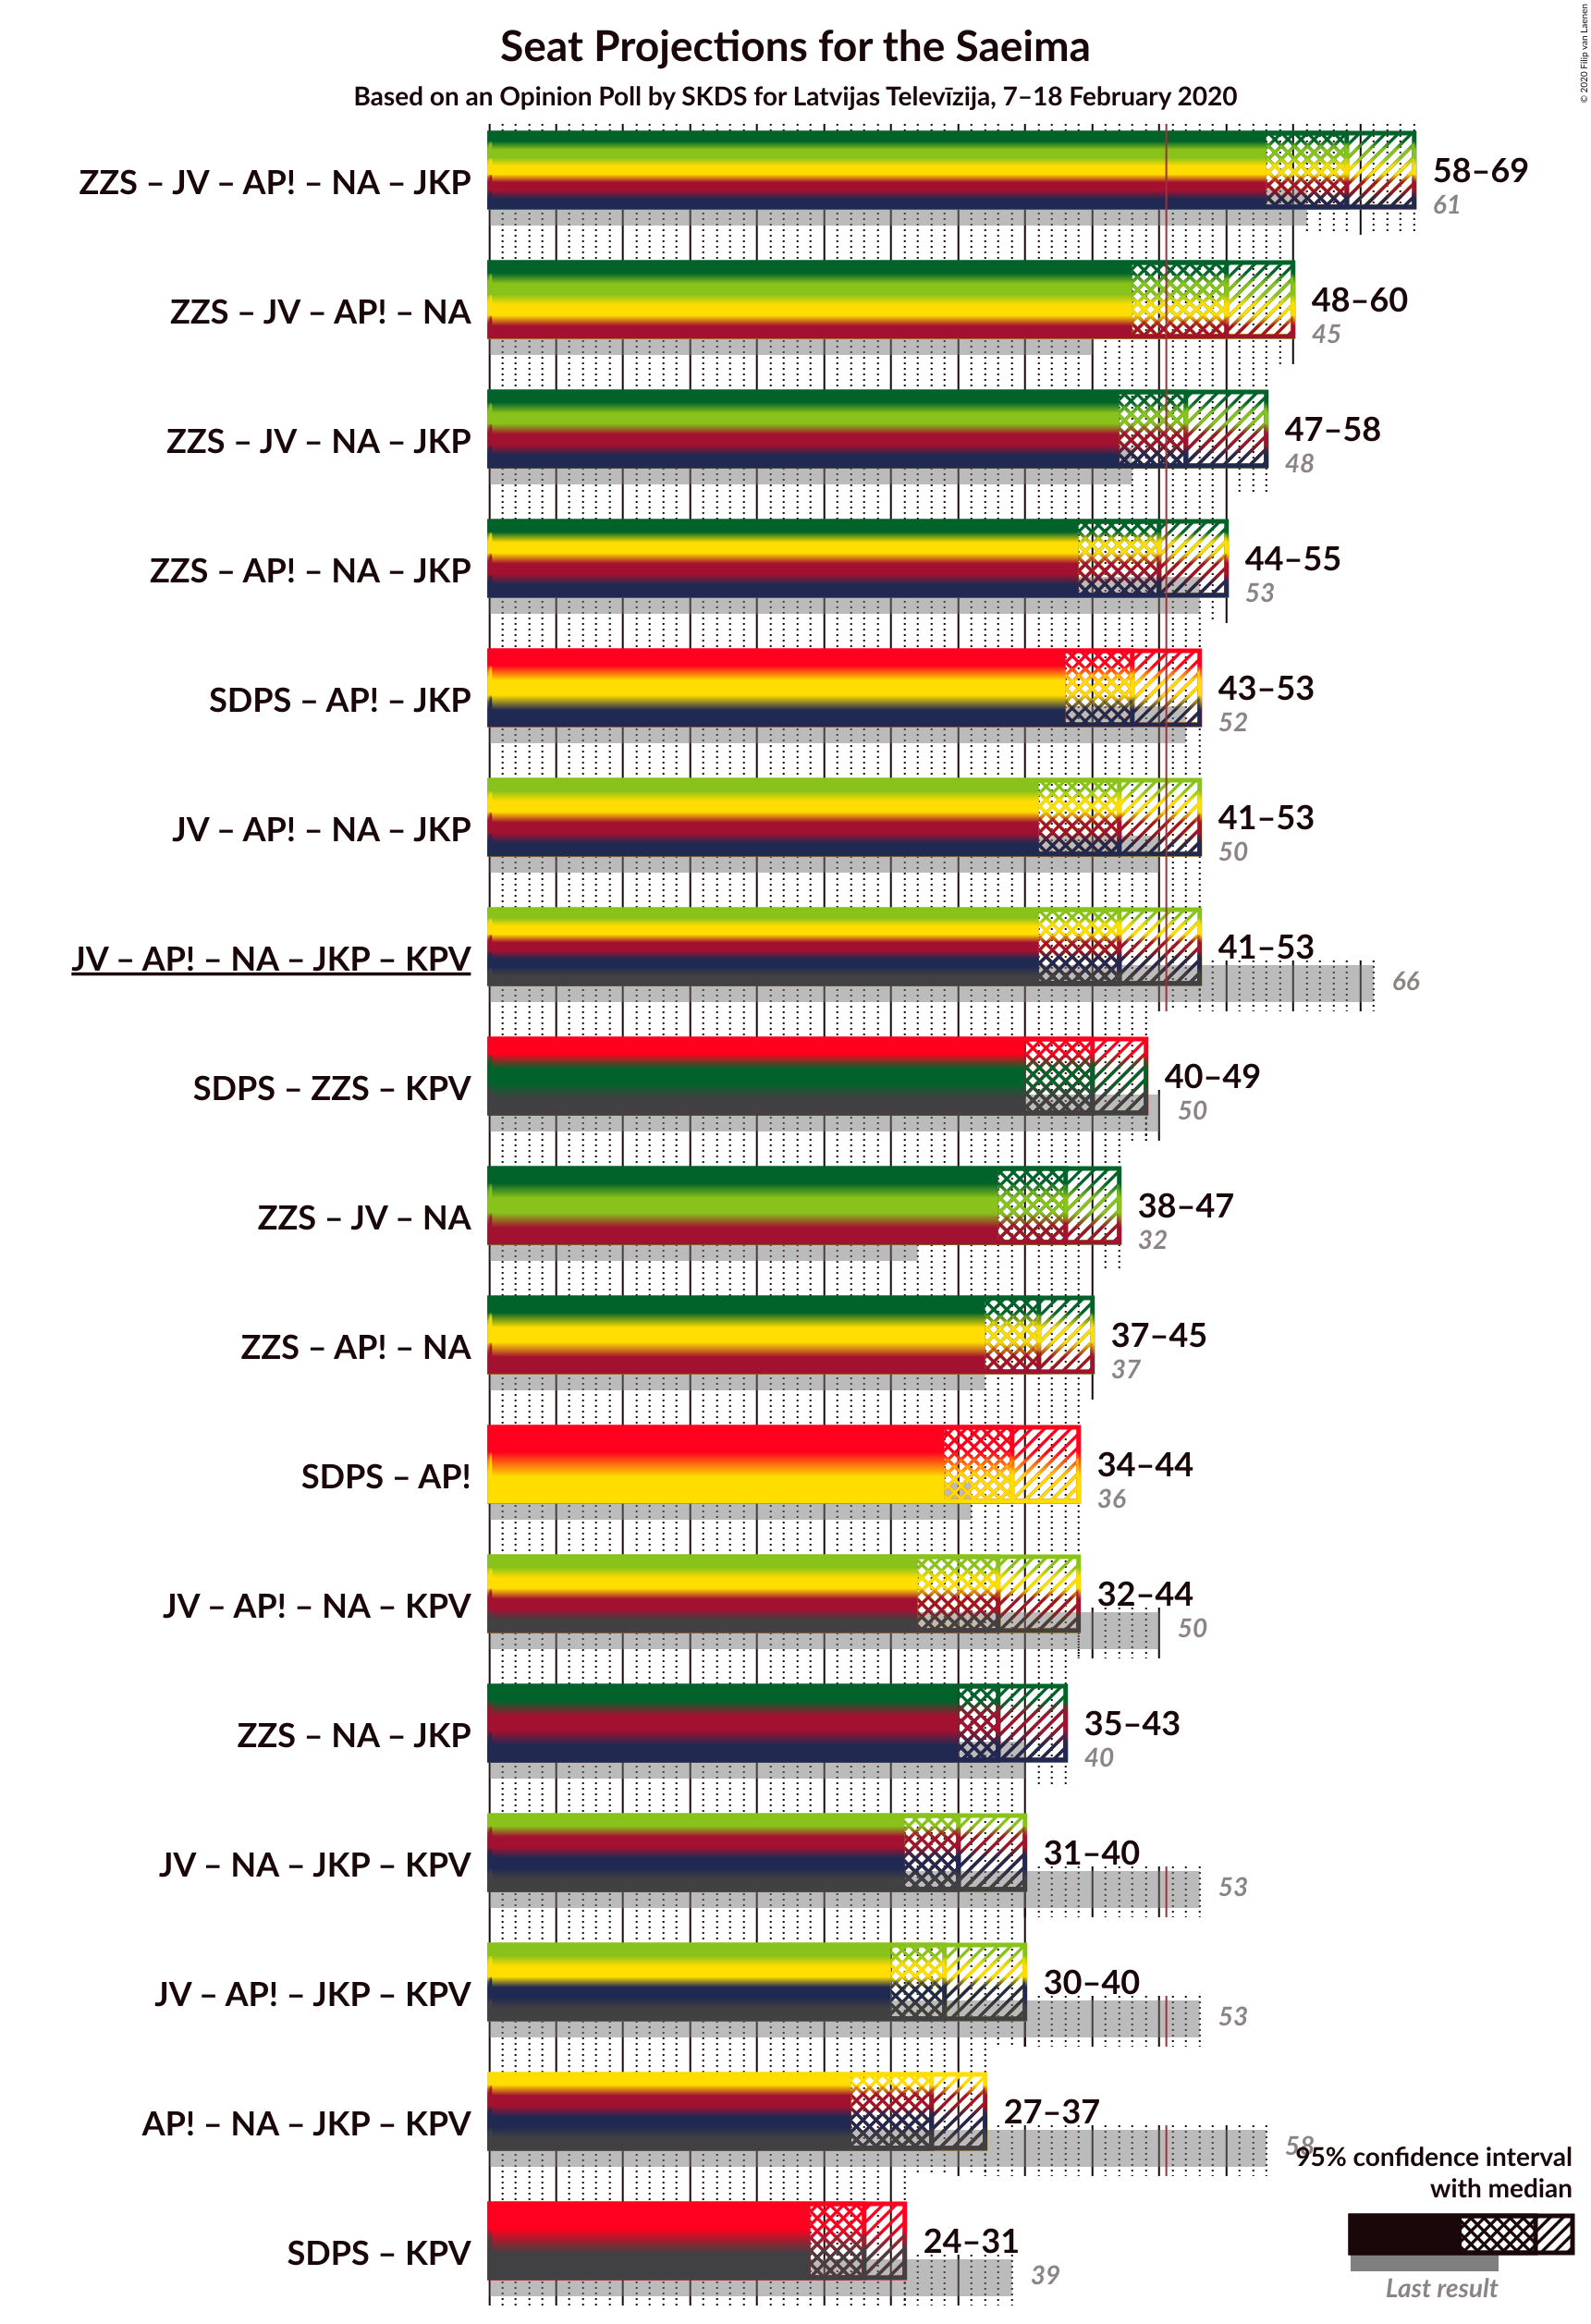 Seat Projections for the Saeima
Based on an Opinion Poll by SKDS for Latvijas Televīzija, 7–18 February 2020
© 2020 Filip van Laenen
ZZS – JV – AP! – NA – JKP
58–69
61
ZZS – JV – AP! – NA
48–60
45
ZZS – JV – NA – JKP
47–58
48
ZZS – AP! – NA – JKP
44–55
53
SDPS – AP! – JKP
43–53
52
JV – AP! – NA – JKP
41–53
50
JV – AP! – NA – JKP – KPV
41–53
66
SDPS – ZZS – KPV
40–49
50
ZZS – JV – NA
38–47
32
ZZS – AP! – NA
37–45
37
SDPS – AP!
34–44
36
JV – AP! – NA – KPV
32–44
50
ZZS – NA – JKP
35–43
40
JV – NA – JKP – KPV
31–40
53
JV – AP! – JKP – KPV
30–40
53
AP! – NA – JKP – KPV
27–37
58
SDPS – KPV
24–31
39
95% confidence interval
with median
Last result